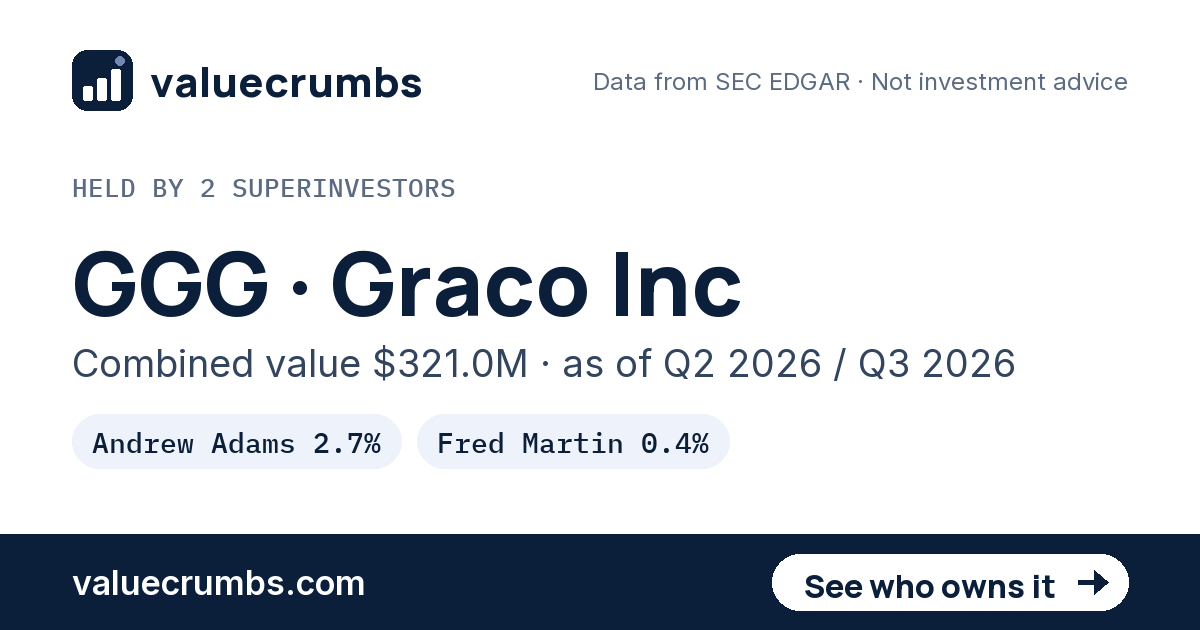 valuecrumbs
Data from SEC EDGAR · Not investment advice
HELD BY 2 SUPERINVESTORS
GGG · Graco Inc
Combined value $321.0M · as of Q2 2026 / Q3 2026
Andrew Adams 2.7%
Fred Martin 0.4%
valuecrumbs.com
See who owns it